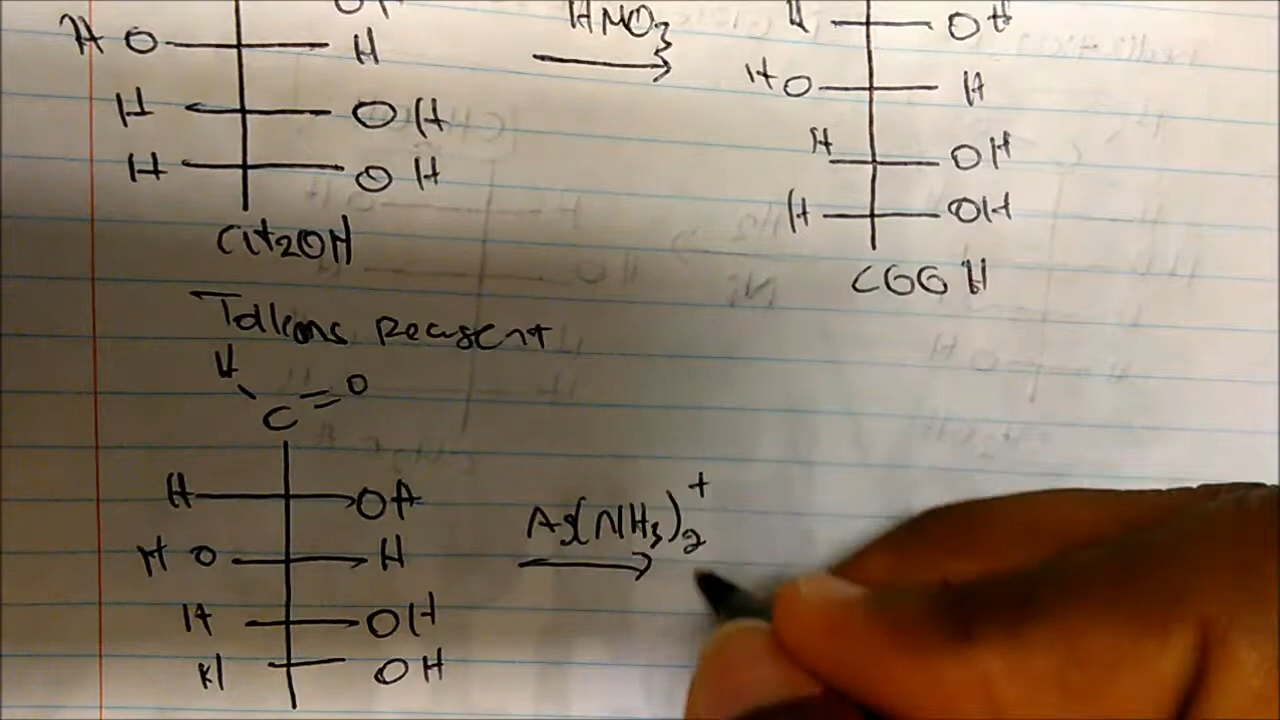 HNO3
H OH
HO H
HO H
H OH
H OH
H OH
H OH
CH2OH
COOH
Tollens Reagent
H
C = O
H OH
HO H
Ag(NH3)2+
H OH
H OH